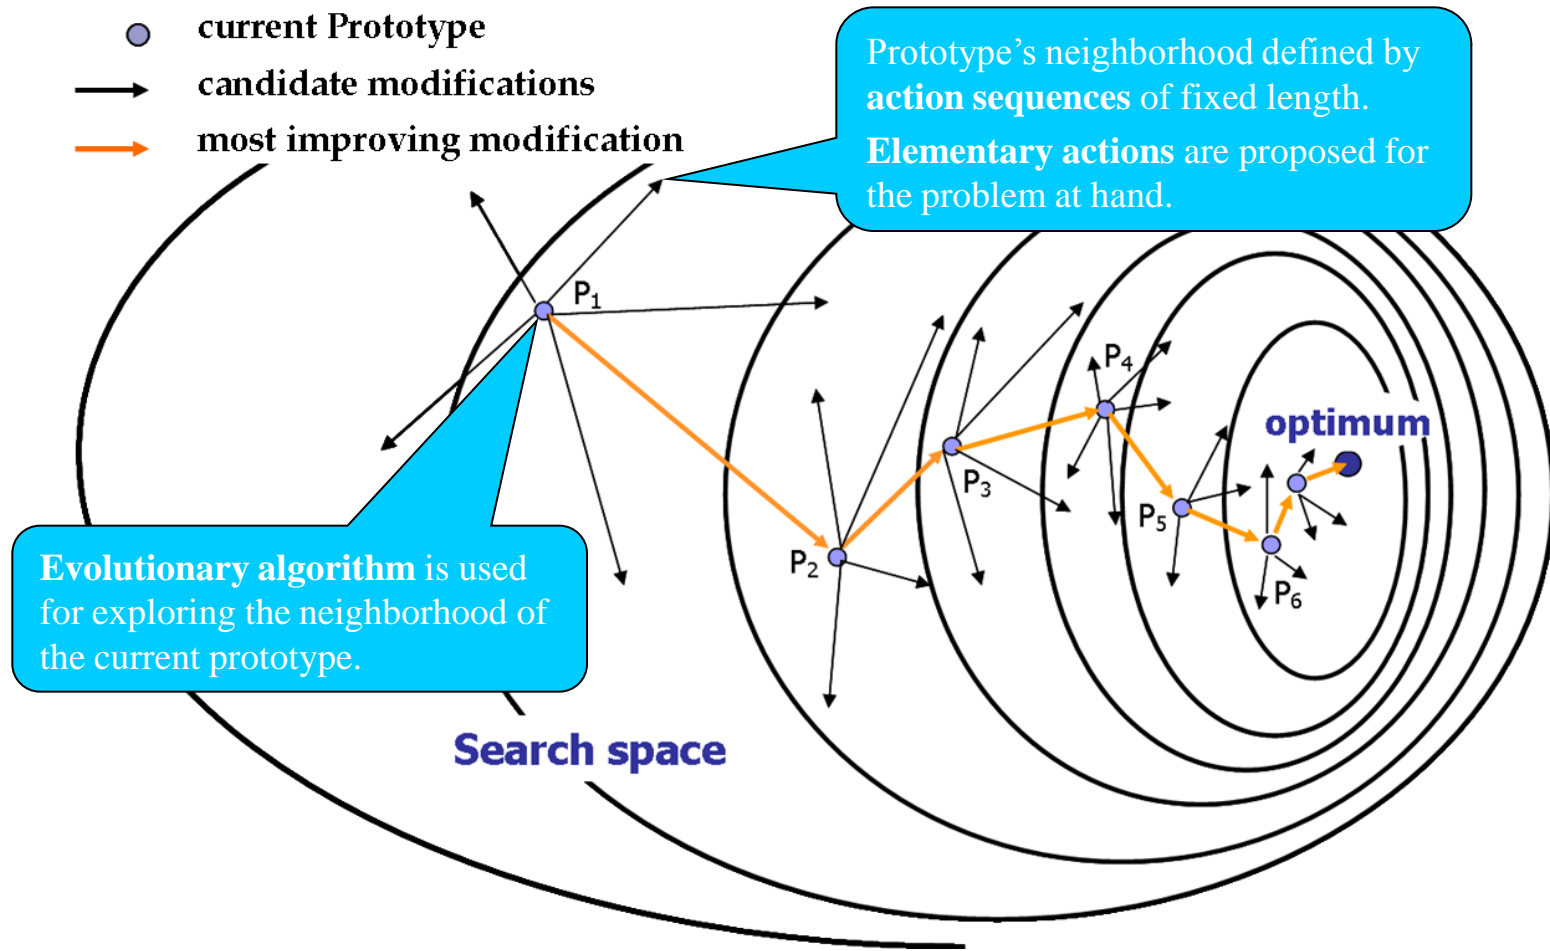 current Prototype
candidate modifications
most improving modification
Prototype’s neighborhood defined by
action sequences of fixed length.
Elementary actions are proposed for
the problem at hand.
P₁
P₄
optimum
P₃
P₅
P₂
P₆
Evolutionary algorithm is used
for exploring the neighborhood of
the current prototype.
Search space